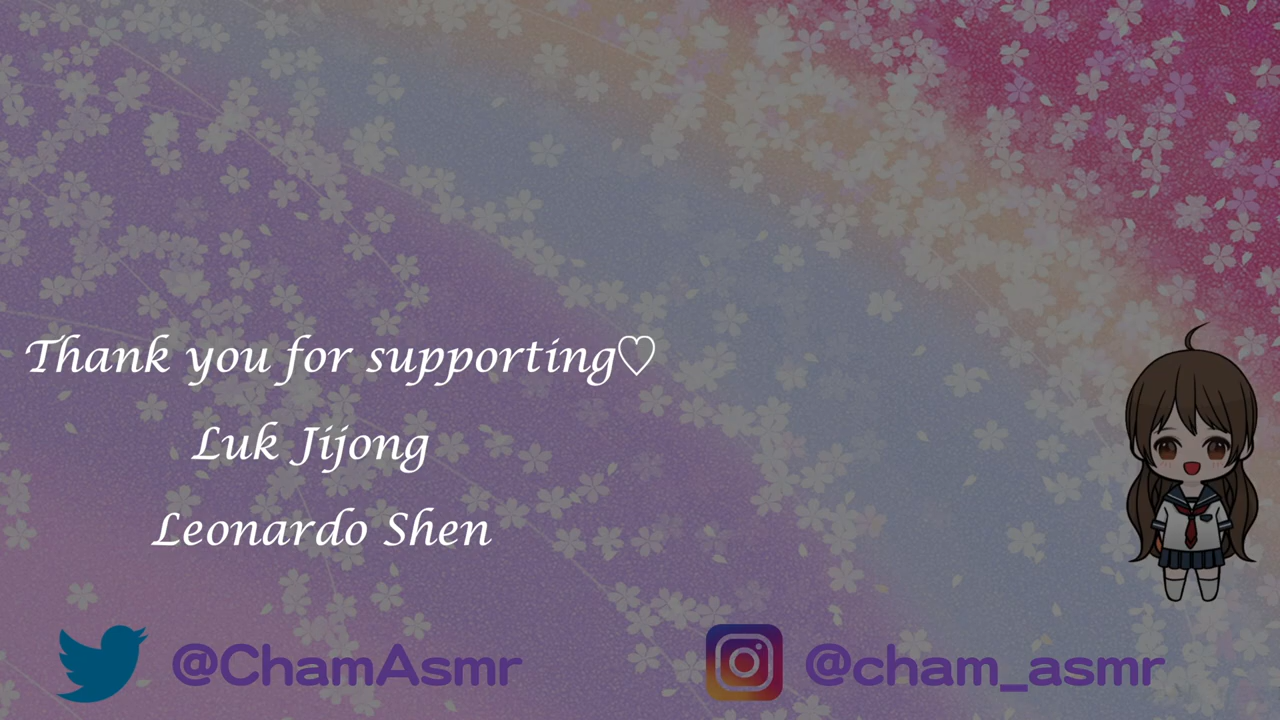 Thank you for supporting♡
Luk Jijong
Leonardo Shen
@ChamAsmr
@cham_asmr